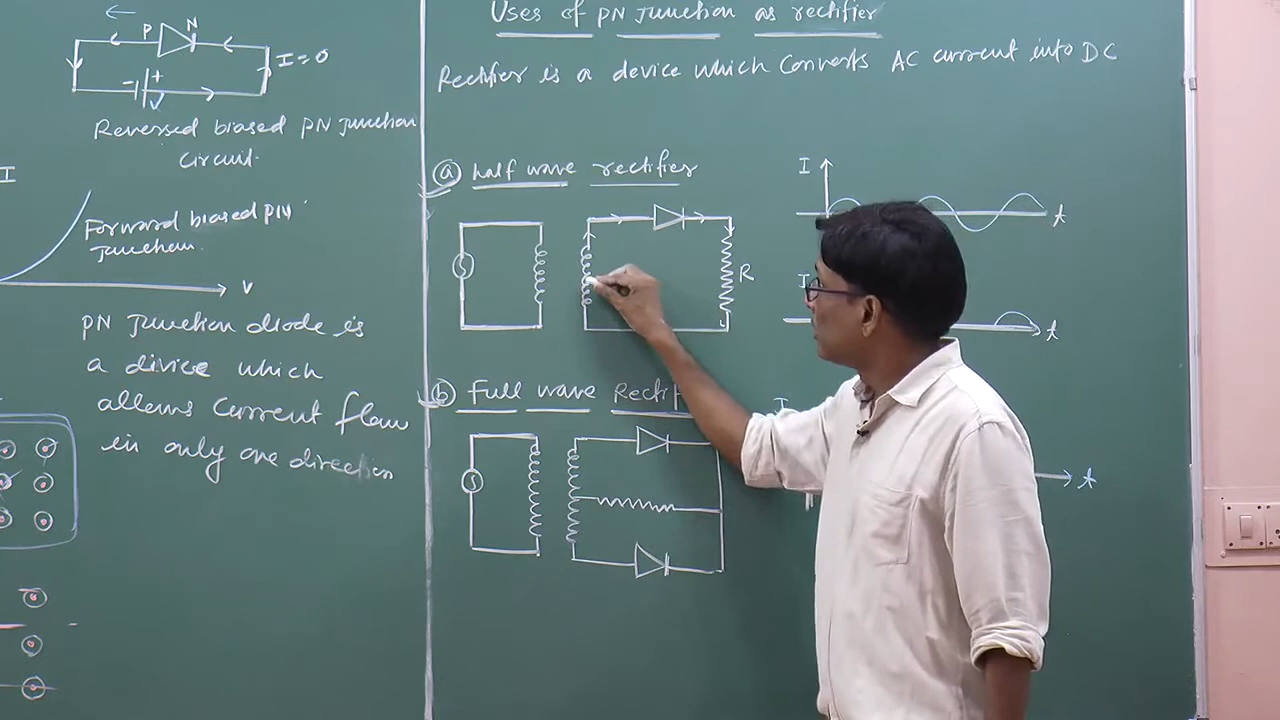 P N
I = 0
− +
V
Reversed biased PN Junction
circuit.
I
Forward biased PN
Junction.
V
PN Junction diode is
a divice which
allows current flow
in only one direction
Uses of PN Junction as rectifier
Rectifier is a device which converts AC current into DC
(a) Half wave rectifier
R
I
t
I
t
(b) Full wave Rectif
I
t